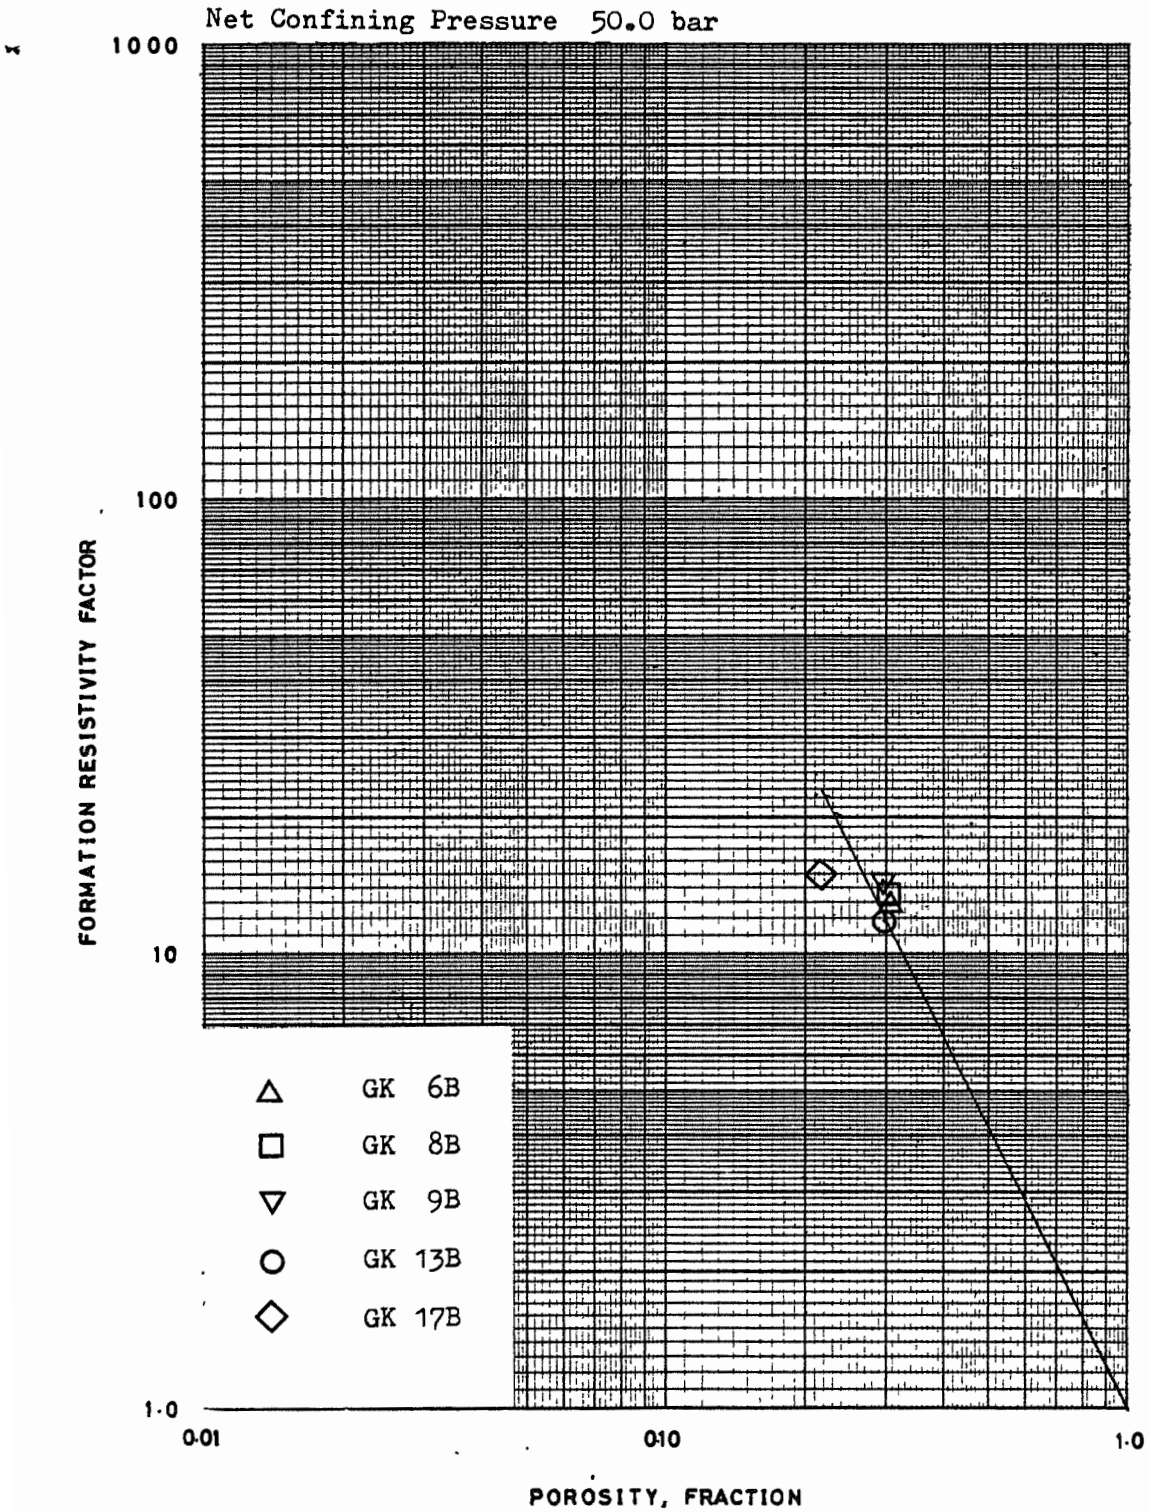 Net Confining Pressure 50.0 bar
1000
100
FORMATION RESISTIVITY FACTOR
10
GK 6B
GK 8B
GK 9B
GK 13B
GK 17B
1.0
0.01
0.10
1.0
POROSITY, FRACTION